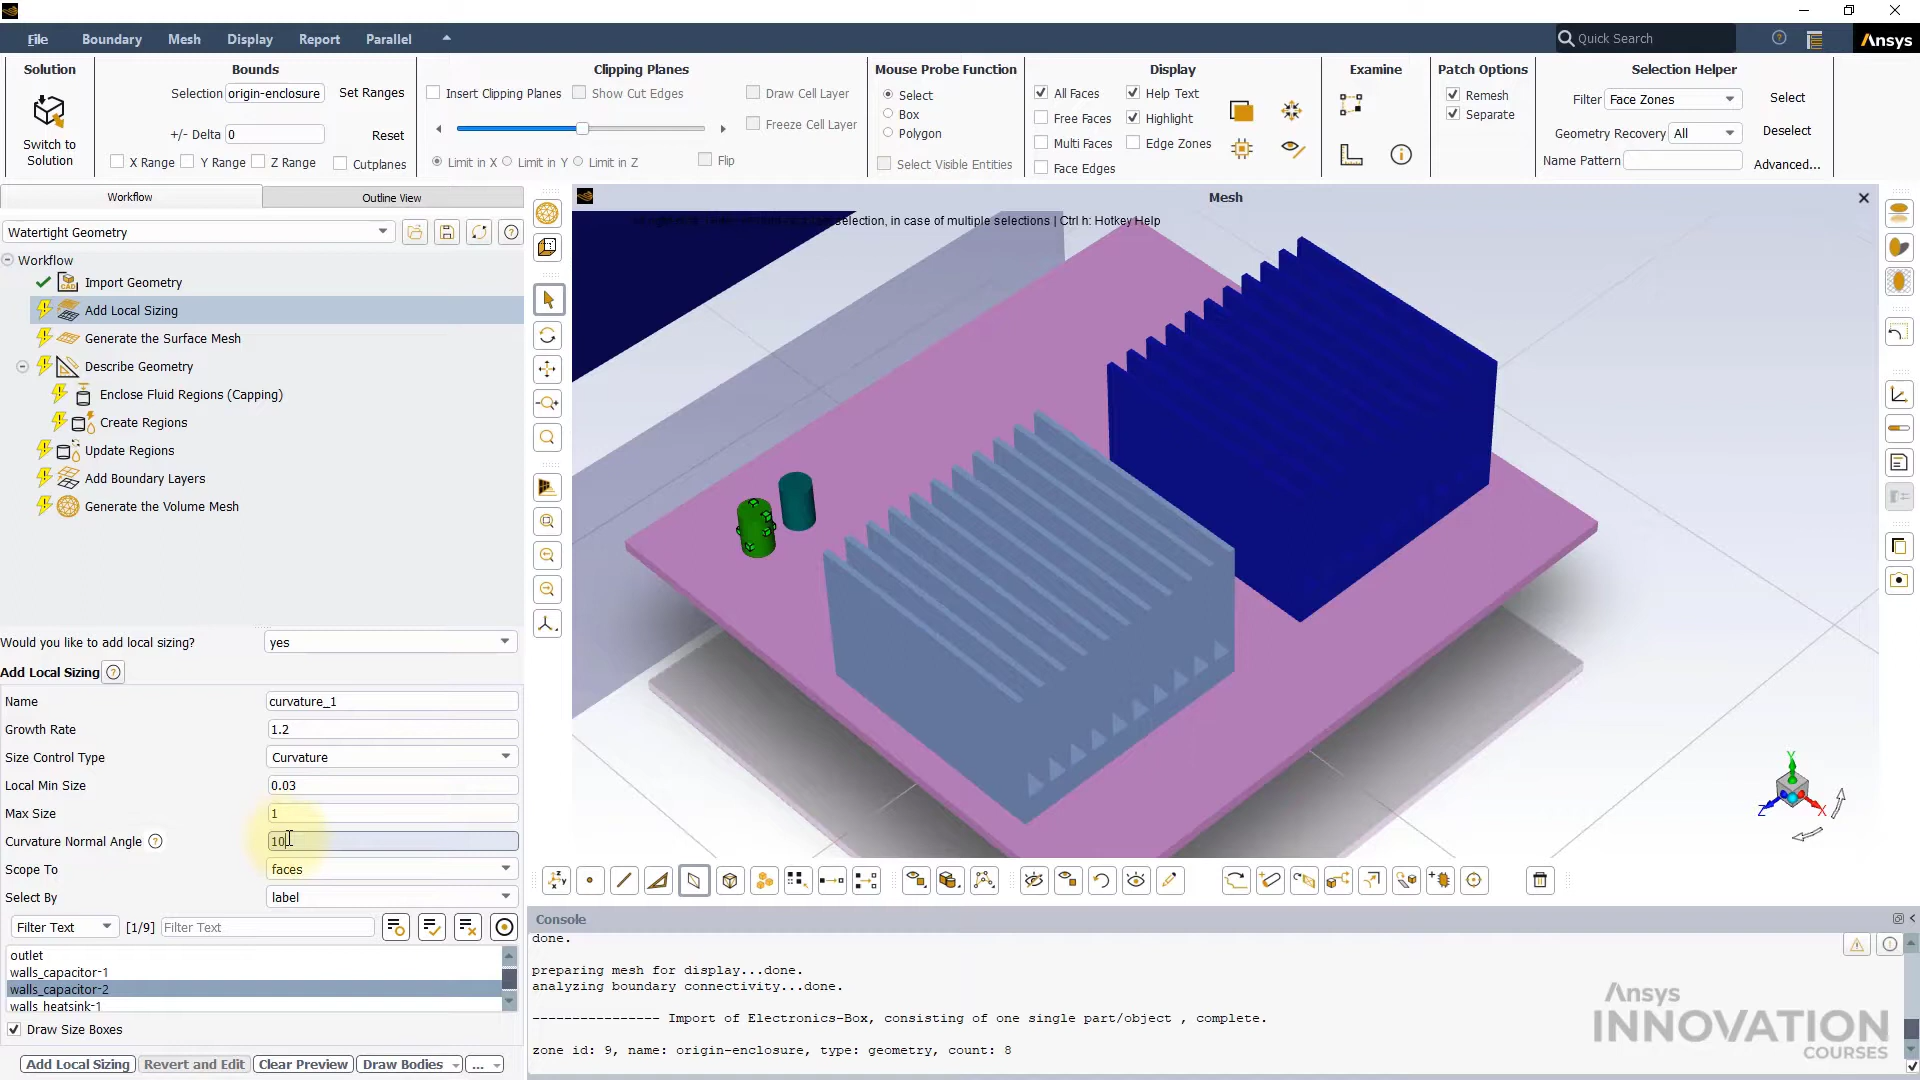 File
Boundary
Mesh
Display
Report
Parallel
Quick Search
Ansys
Solution
Switch to
Solution
Bounds
Selection origin-enclosure Set Ranges
+/- Delta 0 Reset
X Range Y Range Z Range Cutplanes
Clipping Planes
Insert Clipping Planes Show Cut Edges Draw Cell Layer
Freeze Cell Layer
Limit in X Limit in Y Limit in Z Flip
Mouse Probe Function
Select
Box
Polygon
Select Visible Entities
Display
All Faces Help Text
Free Faces Highlight
Multi Faces Edge Zones
Face Edges
Examine
Patch Options
Remesh
Separate
Selection Helper
Filter Face Zones Select
Geometry Recovery All Deselect
Name Pattern Advanced...
Workflow Outline View
Watertight Geometry
Workflow
Import Geometry
Add Local Sizing
Generate the Surface Mesh
Describe Geometry
Enclose Fluid Regions (Capping)
Create Regions
Update Regions
Add Boundary Layers
Generate the Volume Mesh
Would you like to add local sizing? yes
Add Local Sizing
Name curvature_1
Growth Rate 1.2
Size Control Type Curvature
Local Min Size 0.03
Max Size 1
Curvature Normal Angle 10
Scope To faces
Select By label
Filter Text [1/9] Filter Text
outlet
walls_capacitor-1
walls_capacitor-2
walls_heatsink-1
Draw Size Boxes
Add Local Sizing Revert and Edit Clear Preview Draw Bodies ...
Mesh
selection, in case of multiple selections | Ctrl h: Hotkey Help
Y
Z
X
Console
done.
preparing mesh for display...done.
analyzing boundary connectivity...done.
---------------- Import of Electronics-Box, consisting of one single part/object , complete.
zone id: 9, name: origin-enclosure, type: geometry, count: 8
Ansys
INNOVATION
COURSES